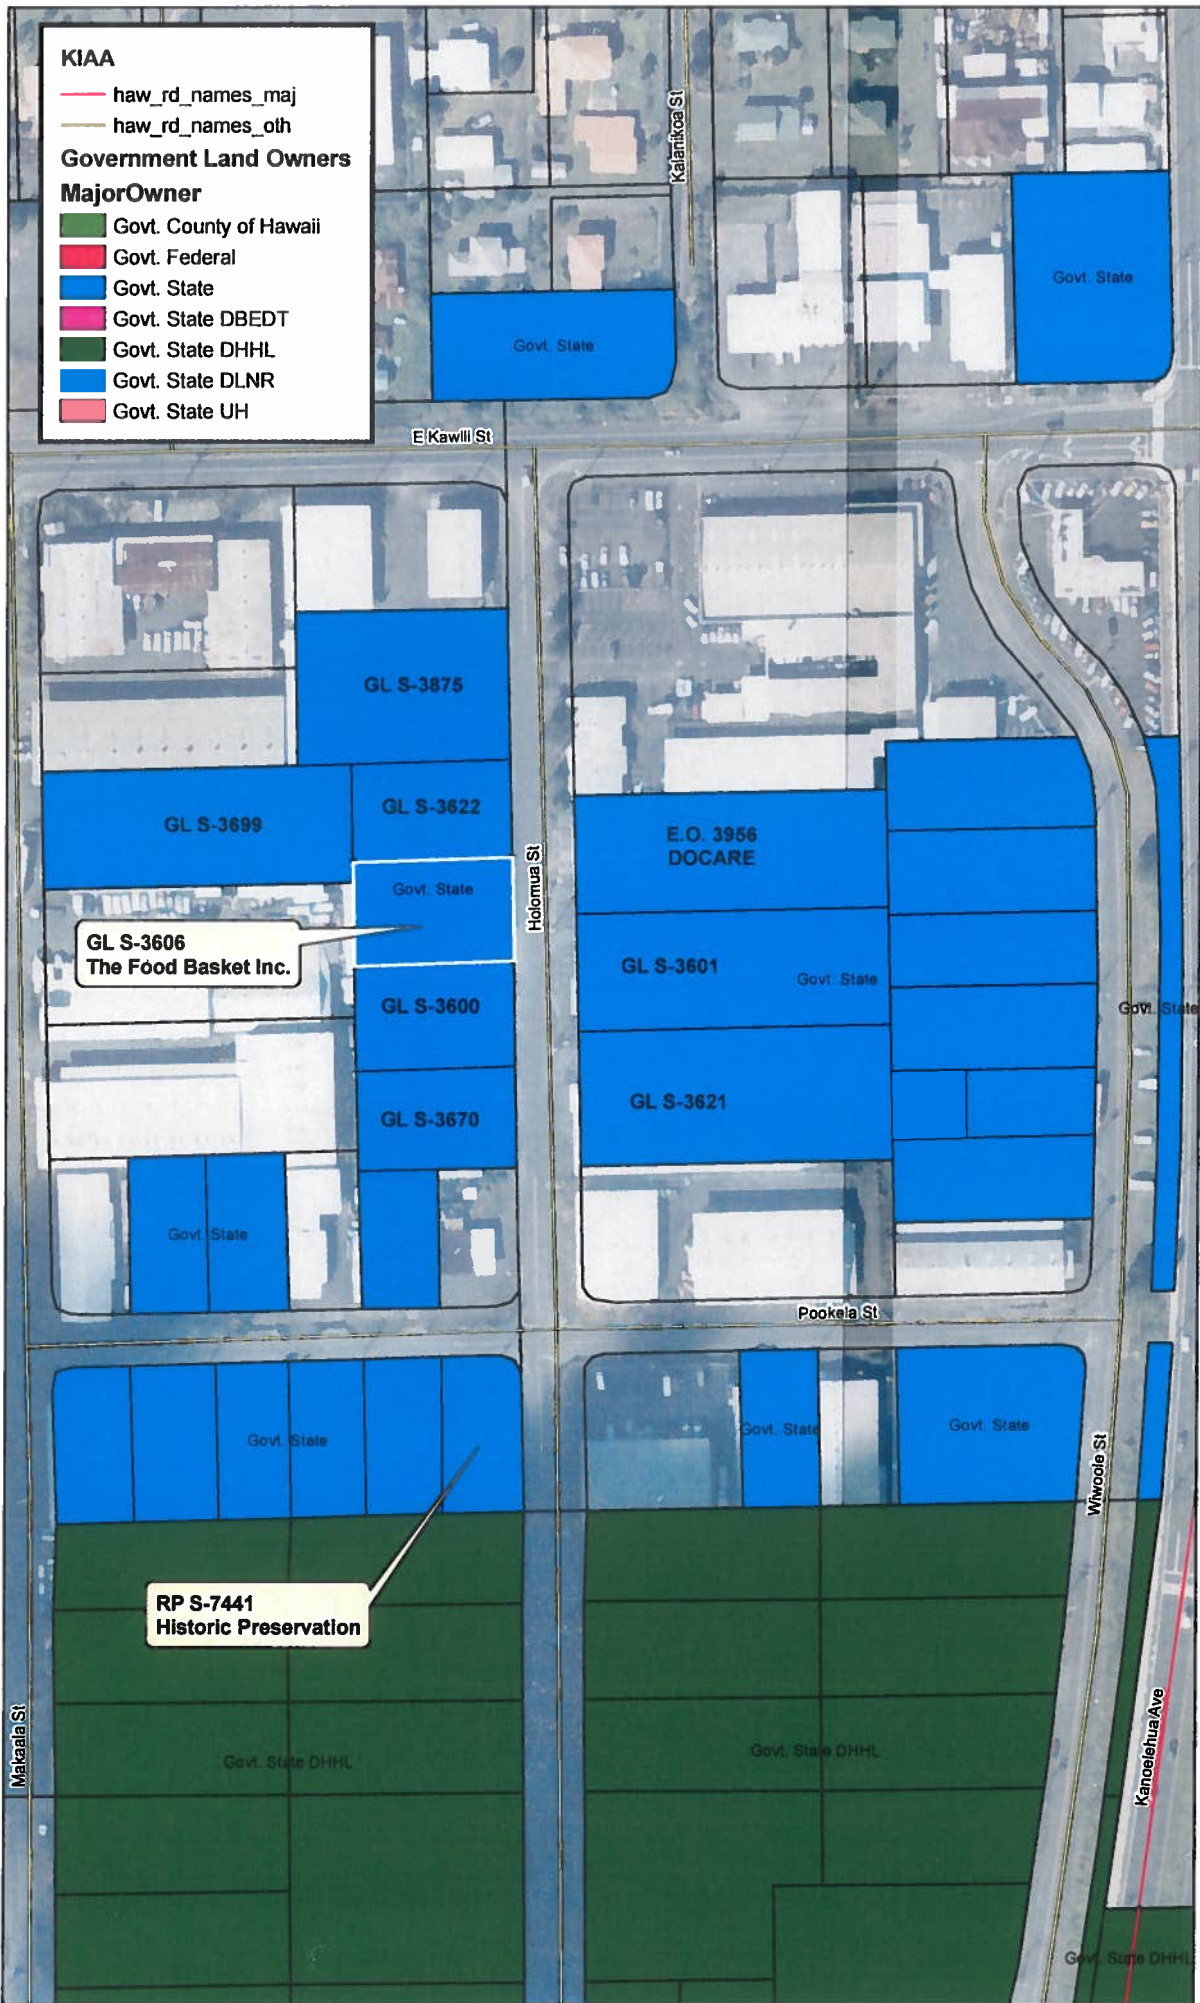 KIAA
haw_rd_names_maj
haw_rd_names_oth
Government Land Owners
MajorOwner
Govt. County of Hawaii
Govt. Federal
Govt. State
Govt. State DBEDT
Govt. State DHHL
Govt. State DLNR
Govt. State UH
Kalanikoa St
Govt. State
Govt. State
E Kawili St
GL S-3875
GL S-3699
GL S-3622
Holomua St
E.O. 3956
DOCARE
Govt. State
GL S-3606
The Food Basket Inc.
GL S-3601
Govt. State
Govt. State
GL S-3600
GL S-3621
GL S-3670
Govt. State
Pookela St
Govt. State
Govt. State
Govt. State
Wiwoole St
RP S-7441
Historic Preservation
Makaala St
Govt. State DHHL
Govt. State DHHL
Kanoelehua Ave
Govt. State DHHL